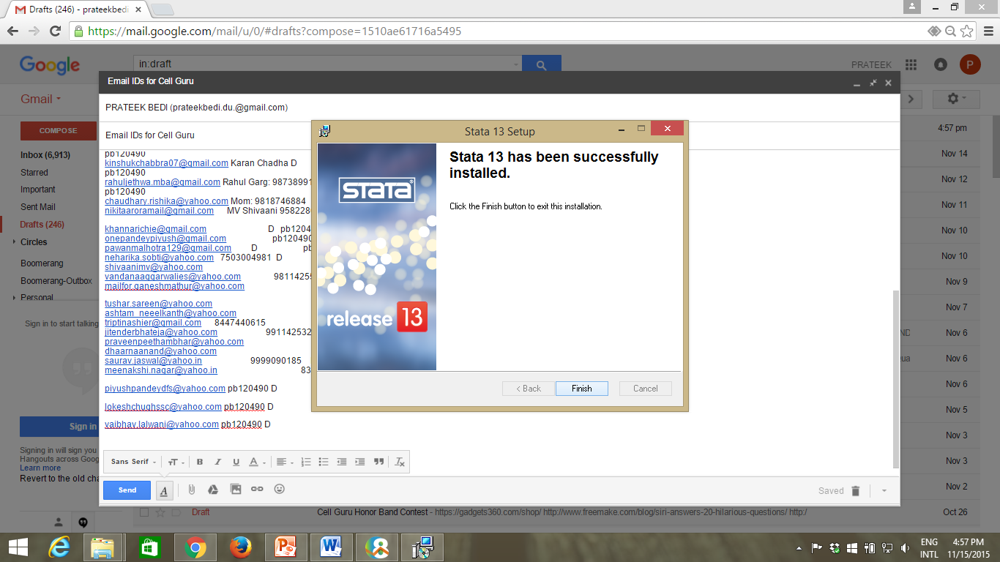 Drafts (246) - prateekbedi
https://mail.google.com/mail/u/0/#drafts?compose=1510ae61716a5495
Google
in:draft
PRATEEK
P
Gmail
COMPOSE
Inbox (6,913)
Starred
Important
Sent Mail
Drafts (246)
Circles
Boomerang
Boomerang-Outbox
Personal
Sign in to start talking
Sign in
Signing in will sign you
Hangouts across Goog
Learn more
Revert to the old cha
Email IDs for Cell Guru
PRATEEK BEDI (prateekbedi.du.@gmail.com)
Email IDs for Cell Guru
pb120490
kinshukchabbra07@gmail.com Karan Chadha D
pb120490
rahuljethwa.mba@gmail.com Rahul Garg: 98738991
pb120490
chaudhary.rishika@yahoo.com Mom: 9818746884
nikitaaroramail@gmail.com MV Shivaani 958228
khannarichie@gmail.com D pb1204
onepandeypiyush@gmail.com pb120490
pawanmalhotra129@gmail.com D pb
neharika.sobti@yahoo.com 7503004981 D
shivaanimv@yahoo.com
vandanaaggarwalies@yahoo.com 98114259
mailfor.ganeshmathur@yahoo.com
tushar.sareen@yahoo.com
ashtam_neeelkanth@yahoo.com
triptinashier@gmail.com 8447440615
jitenderbhateja@yahoo.com 991142532
praveenpeethambhar@yahoo.com
dhaarnaanand@yahoo.com
saurav.jaswal@yahoo.in 9999090185
meenakshi.nagar@yahoo.in 83
piyushpandeydfs@yahoo.com pb120490 D
lokeshchughssc@yahoo.com pb120490 D
vaibhav.lalwani@yahoo.com pb120490 D
Sans Serif
Send
Saved
Stata 13 Setup
STATA
release 13
Stata 13 has been successfully
installed.
Click the Finish button to exit this installation.
< Back
Finish
Cancel
4:57 pm
Nov 14
Nov 12
Nov 11
Nov 10
Nov 10
Nov 9
Nov 7
ND Nov 6
Nov 6
Nov 6
Nov 5
Nov 3
Nov 3
Nov 2
Draft Cell Guru Honor Band Contest - https://gadgets360.com/shop/ http://www.freemake.com/blog/siri-answers-20-hilarious-questions/ http:/ Oct 26
ENG
INTL
4:57 PM
11/15/2015